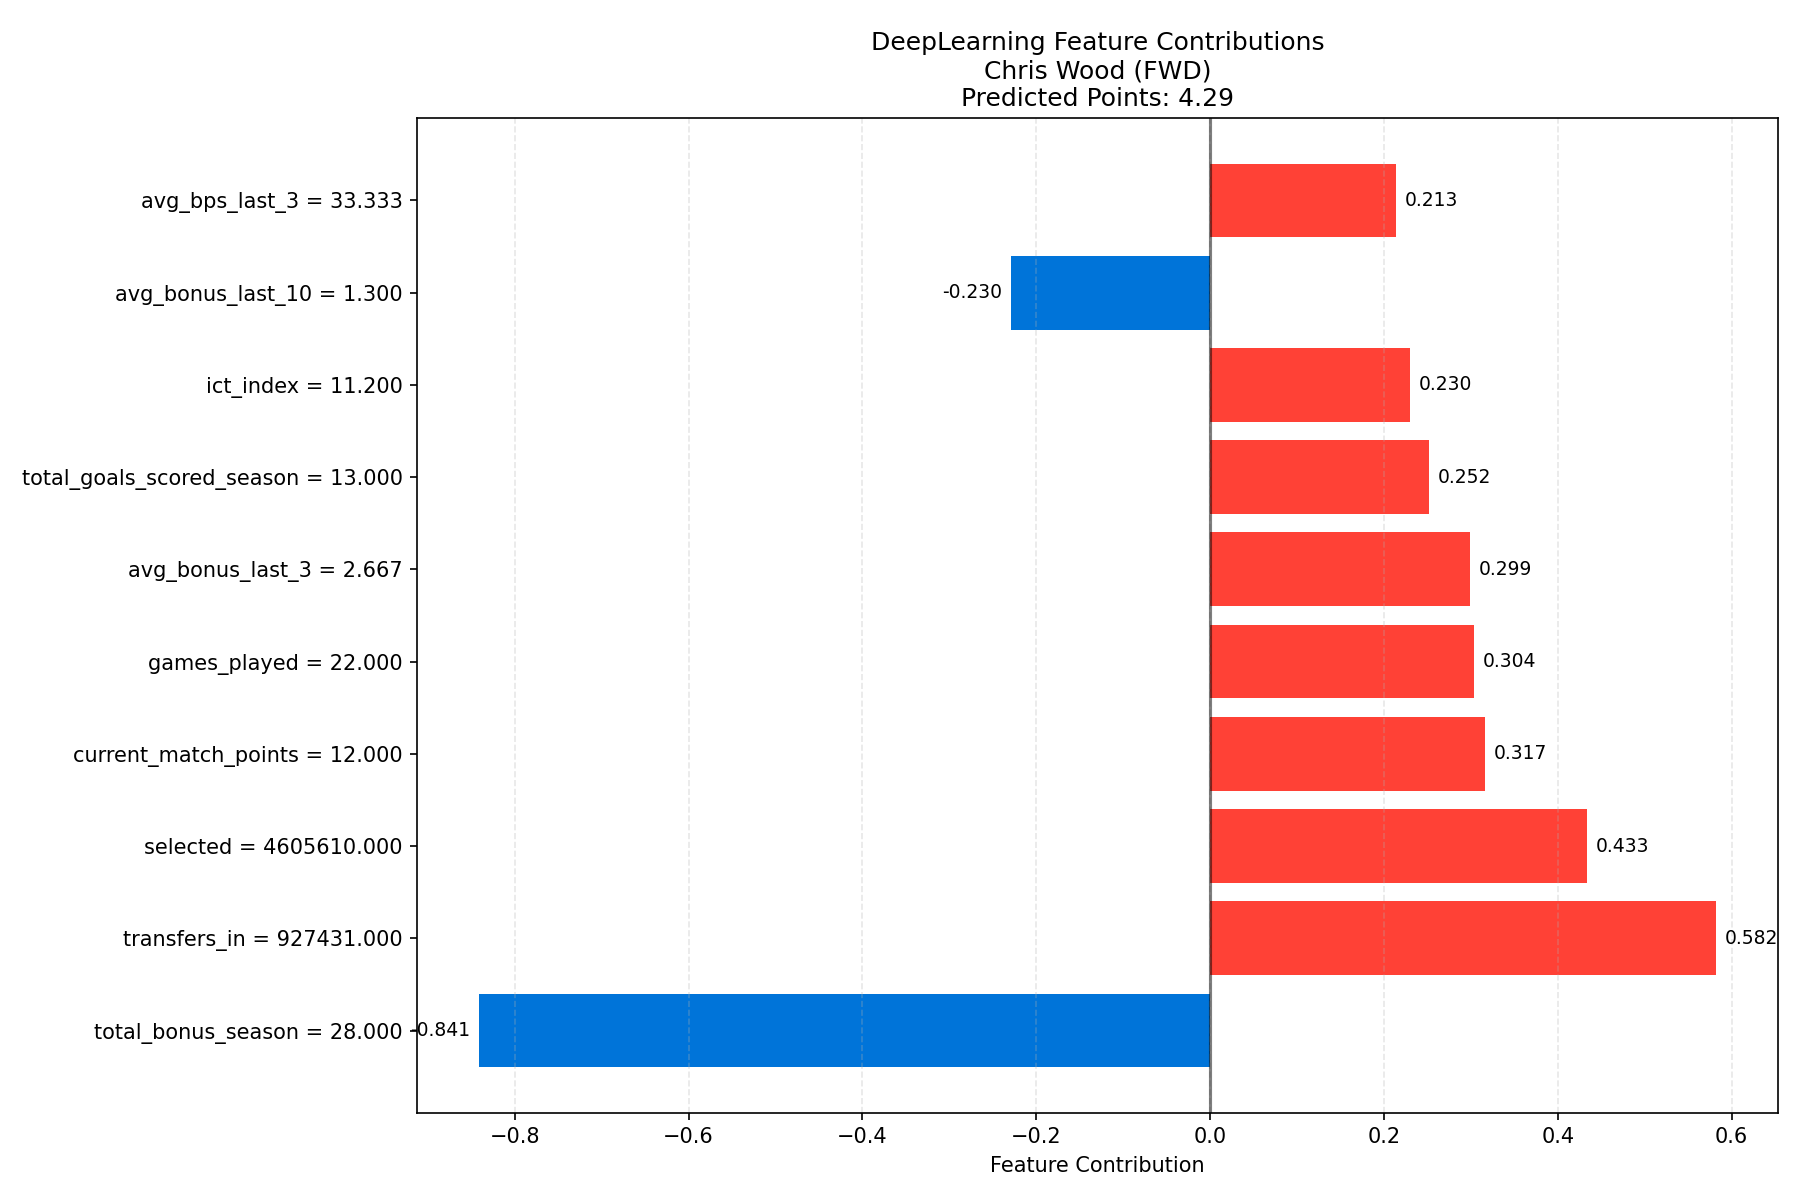 DeepLearning Feature Contributions
Chris Wood (FWD)
Predicted Points: 4.29
avg_bps_last_3 = 33.333
0.213
avg_bonus_last_10 = 1.300
-0.230
ict_index = 11.200
0.230
total_goals_scored_season = 13.000
0.252
avg_bonus_last_3 = 2.667
0.299
games_played = 22.000
0.304
current_match_points = 12.000
0.317
selected = 4605610.000
0.433
transfers_in = 927431.000
0.582
total_bonus_season = 28.000
-0.841
−0.8 −0.6 −0.4 −0.2 0.0 0.2 0.4 0.6
Feature Contribution